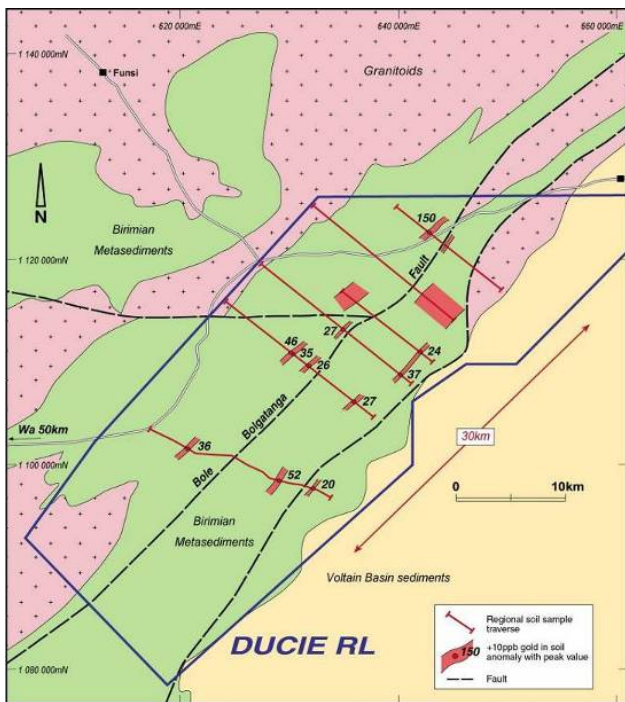 620 000mE
640 000mE
660 000mE
1 140 000mN
Funsi
Granitoids
N
Birimian
Metasediments
150
1 120 000mN
Fault
27
46
35
26
24
37
27
Bolgatanga
Wa 50km
36
30km
Bole
1 100 000mN
52
20
0
10km
Birimian
Metasediments
Voltain Basin sediments
DUCIE RL
Regional soil sample
traverse
150
+10ppb gold in soil
anomaly with peak value
Fault
1 080 000mN